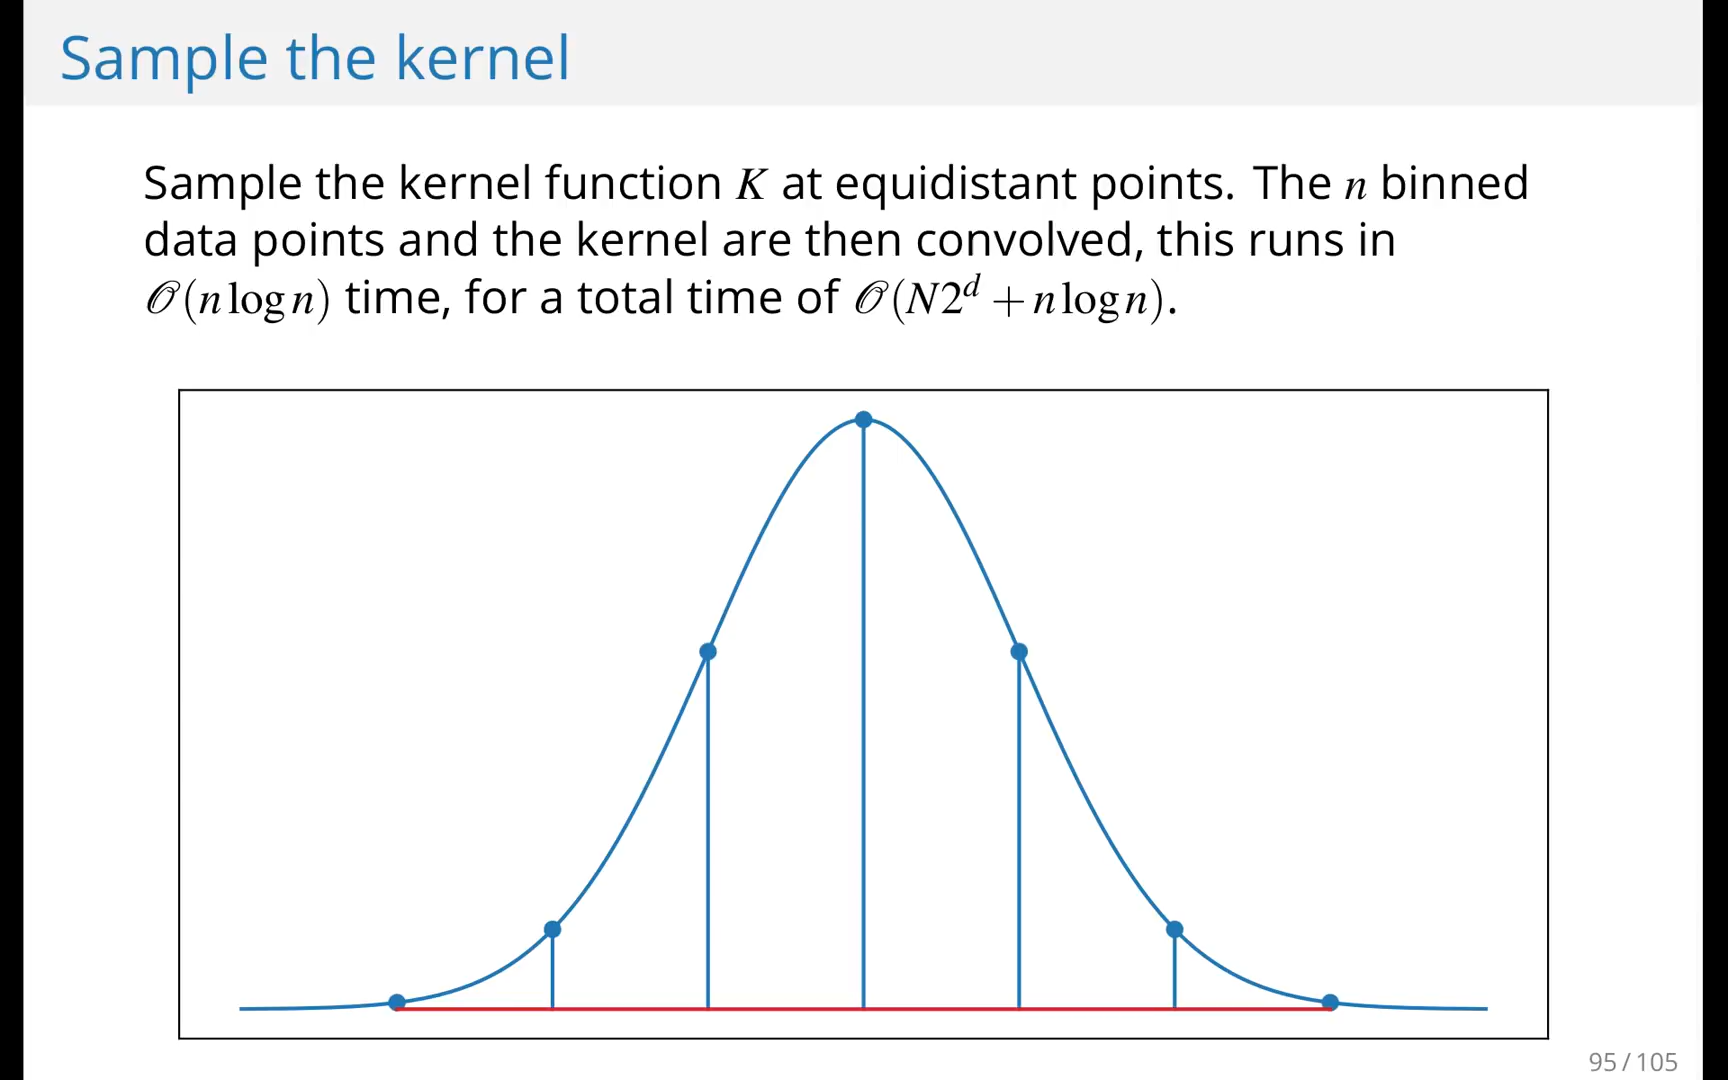 Sample the kernel
Sample the kernel function K at equidistant points. The n binned
data points and the kernel are then convolved, this runs in
𝒪(n log n) time, for a total time of 𝒪(N2^d + n log n).
95 / 105